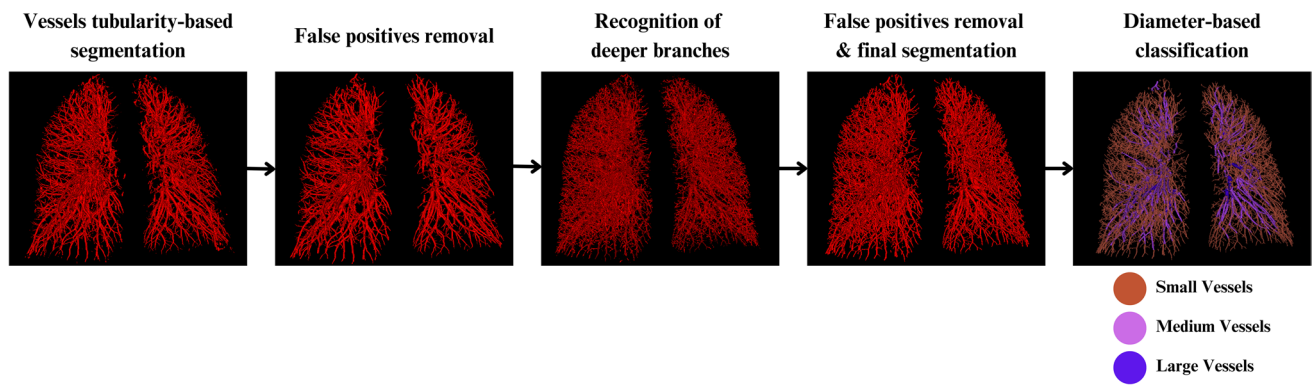 Vessels tubularity-based
segmentation
False positives removal
Recognition of
deeper branches
False positives removal
& final segmentation
Diameter-based
classification
Small Vessels
Medium Vessels
Large Vessels